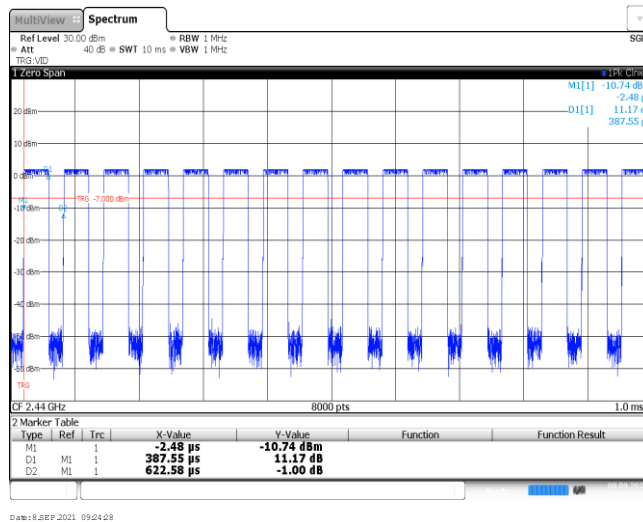 MultiView Spectrum
Ref Level 30.00 dBm RBW 1 MHz SGL
Att 40 dB SWT 10 ms VBW 1 MHz
TRG:VID
1 Zero Span 1Pk Clrw
M1[1] -10.74 dB
-2.48 µs
D1[1] 11.17 d
387.55 µ
20 dBm
10 dBm
D1
0 dBm
M1
TRG -7.000 dBm
-10 dBm D2
-20 dBm
-30 dBm
-40 dBm
TRG
CF 2.44 GHz 8000 pts 1.0 ms
2 Marker Table
Type Ref Trc X-Value Y-Value Function Function Result
M1 1 -2.48 µs -10.74 dBm
D1 M1 1 387.55 µs 11.17 dB
D2 M1 1 622.58 µs -1.00 dB
Date:8.SEP.2021 09:24:28